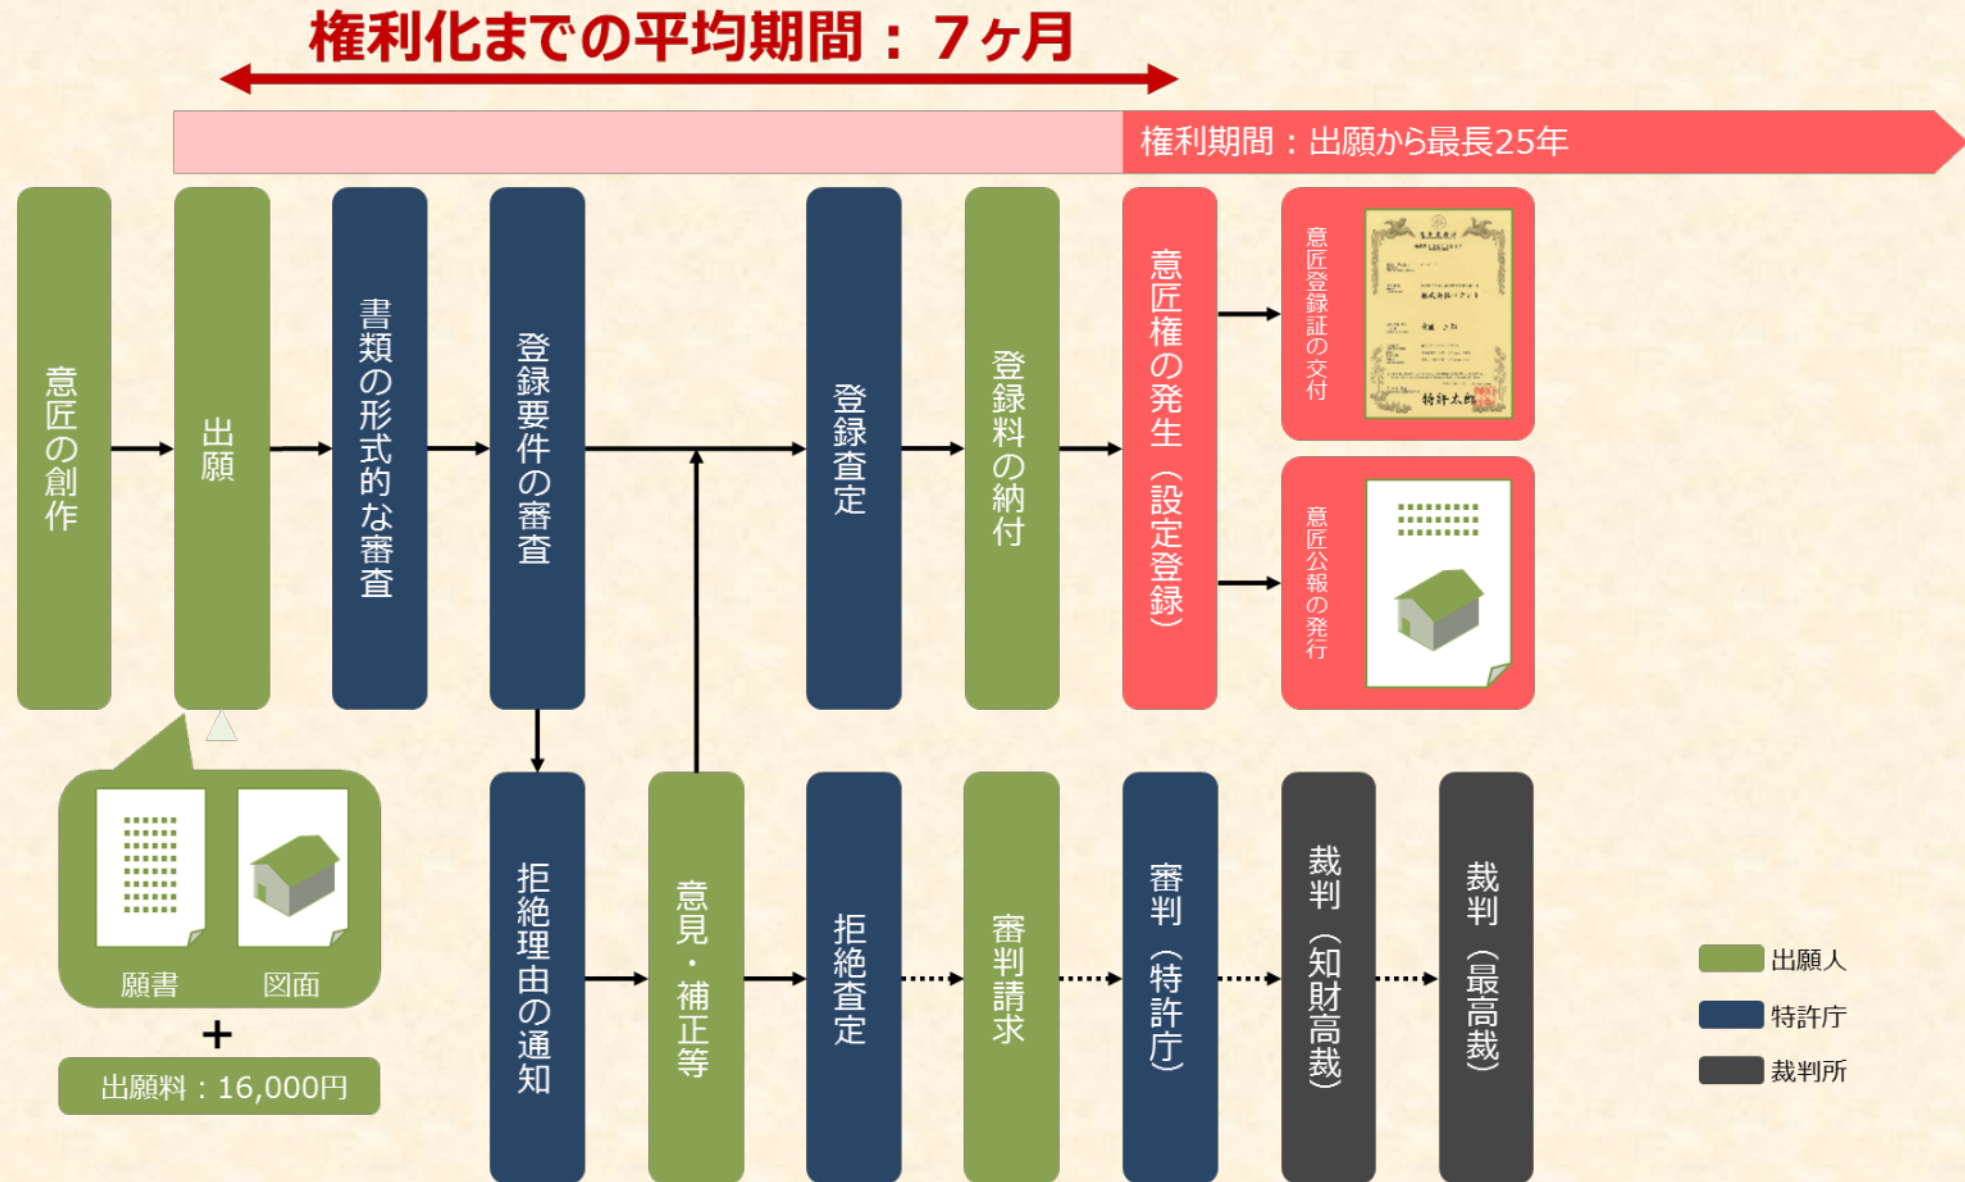 権利化までの平均期間：７ヶ月
権利期間：出願から最長25年
意匠の創作
出願
書類の形式的な審査
登録要件の審査
登録査定
登録料の納付
意匠権の発生（設定登録）
意匠登録証の交付
特許太郎
意匠公報の発行
願書
図面
+
出願料：16,000円
拒絶理由の通知
意見・補正等
拒絶査定
審判請求
審判（特許庁）
裁判（知財高裁）
裁判（最高裁）
出願人
特許庁
裁判所